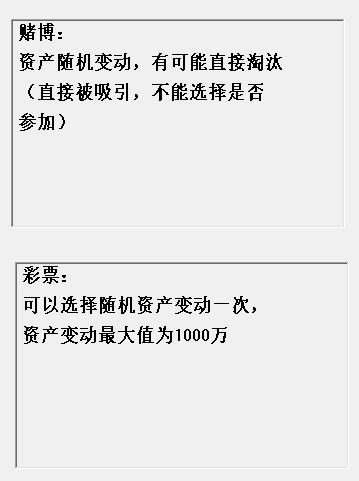 赌博：
资产随机变动，有可能直接淘汰
（直接被吸引，不能选择是否
参加）
彩票：
可以选择随机资产变动一次，
资产变动最大值为1000万